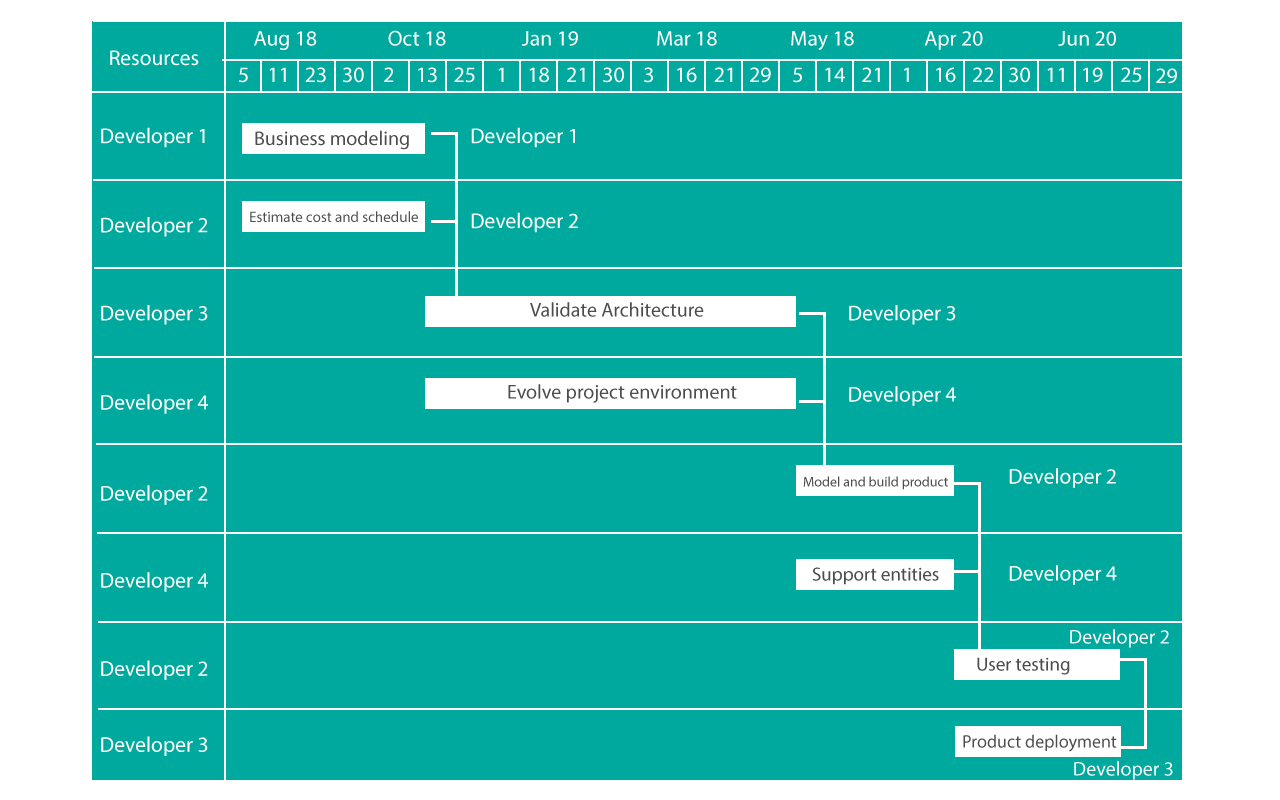 Resources
Aug 18 Oct 18 Jan 19 Mar 18 May 18 Apr 20 Jun 20
5 11 23 30 2 13 25 1 18 21 30 3 16 21 29 5 14 21 1 16 22 30 11 19 25 29
Developer 1 Business modeling Developer 1
Developer 2 Estimate cost and schedule Developer 2
Developer 3 Validate Architecture Developer 3
Developer 4 Evolve project environment Developer 4
Developer 2 Model and build product Developer 2
Developer 4 Support entities Developer 4
Developer 2
Developer 2 User testing
Developer 3 Product deployment
Developer 3